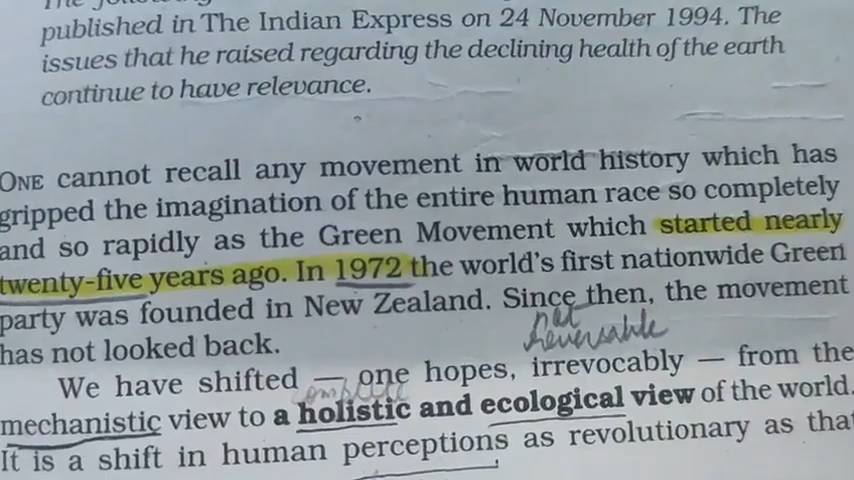 The following
published in The Indian Express on 24 November 1994. The
issues that he raised regarding the declining health of the earth
continue to have relevance.
ONE cannot recall any movement in world history which has
gripped the imagination of the entire human race so completely
and so rapidly as the Green Movement which started nearly
twenty-five years ago. In 1972 the world's first nationwide Green
party was founded in New Zealand. Since then, the movement
has not looked back.
not
reversable
We have shifted — one hopes, irrevocably — from the
complete
mechanistic view to a holistic and ecological view of the world.
It is a shift in human perceptions as revolutionary as that